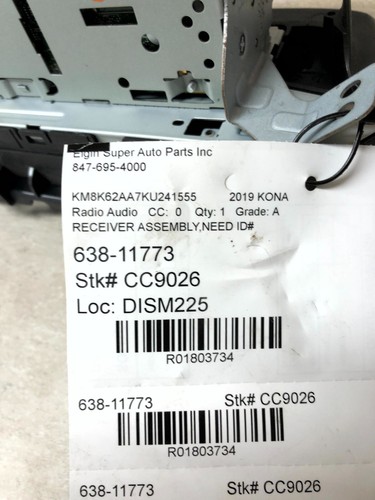 Elgin Super Auto Parts Inc
847-695-4000
KM8K62AA7KU241555 2019 KONA
Radio Audio CC: 0 Qty: 1 Grade: A
RECEIVER ASSEMBLY,NEED ID#
638-11773
Stk# CC9026
Loc: DISM225
R01803734
638-11773 Stk# CC9026
R01803734
638-11773 Stk# CC9026